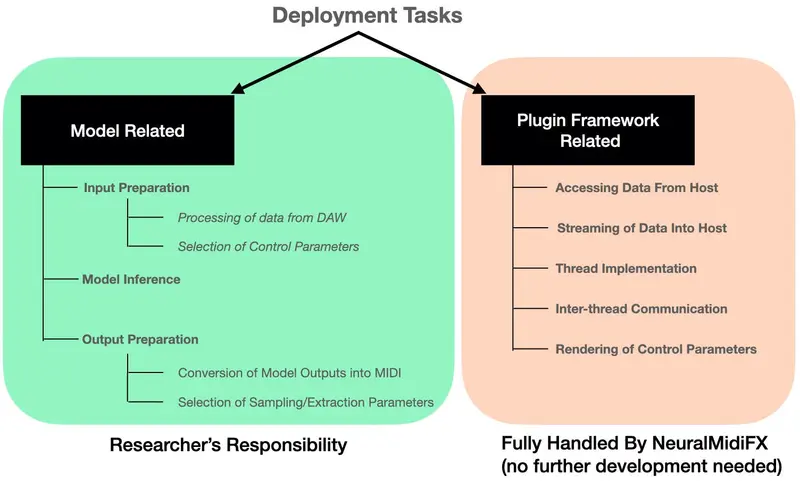 Deployment Tasks
Model Related
Input Preparation
Processing of data from DAW
Selection of Control Parameters
Model Inference
Output Preparation
Conversion of Model Outputs into MIDI
Selection of Sampling/Extraction Parameters
Researcher's Responsibility
Plugin Framework
Related
Accessing Data From Host
Streaming of Data Into Host
Thread Implementation
Inter-thread Communication
Rendering of Control Parameters
Fully Handled By NeuralMidiFX
(no further development needed)